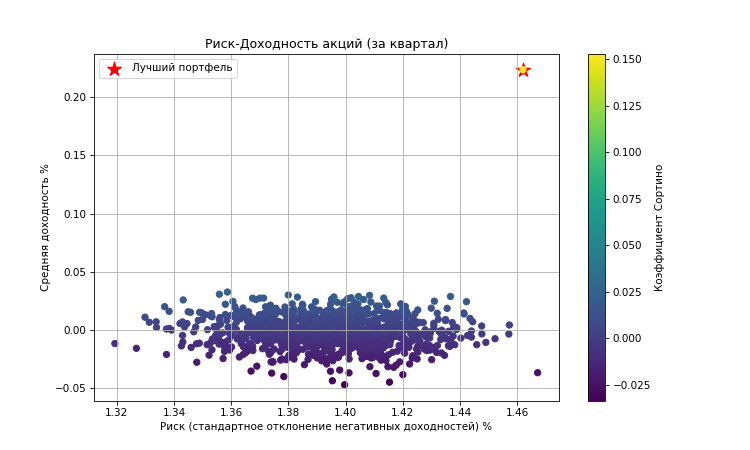 Риск-Доходность акций (за квартал)
Лучший портфель
Средняя доходность %
0.20
0.15
0.10
0.05
0.00
−0.05
1.32 1.34 1.36 1.38 1.40 1.42 1.44 1.46
Риск (стандартное отклонение негативных доходностей) %
0.150
0.125
0.100
0.075
0.050
0.025
0.000
−0.025
Коэффициент Сортино